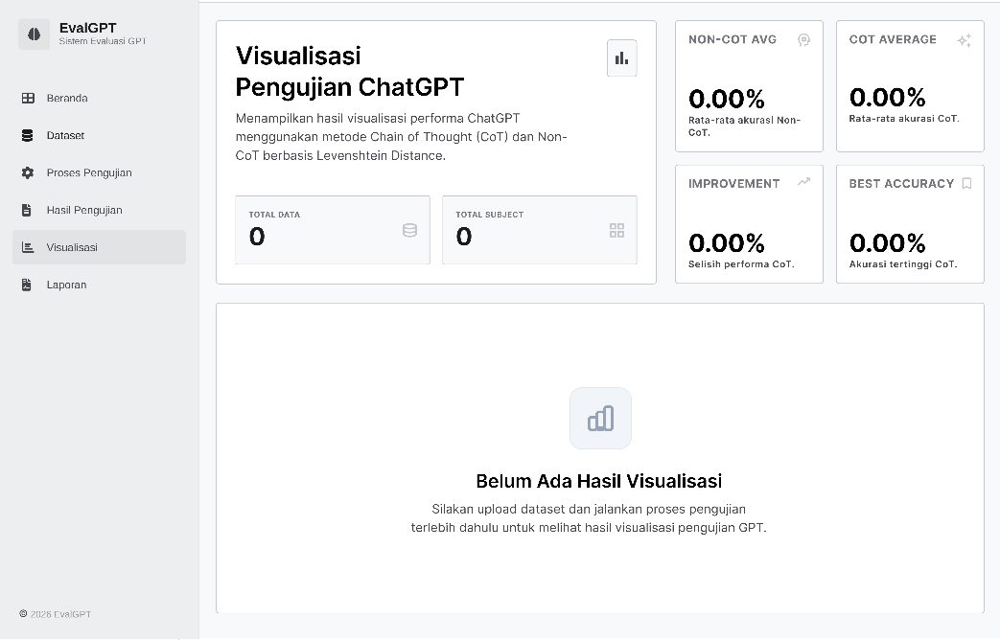 EvalGPT
Sistem Evaluasi GPT
Beranda
Dataset
Proses Pengujian
Hasil Pengujian
Visualisasi
Laporan
© 2026 EvalGPT
Visualisasi
Pengujian ChatGPT
Menampilkan hasil visualisasi performa ChatGPT
menggunakan metode Chain of Thought (CoT) dan Non-
CoT berbasis Levenshtein Distance.
TOTAL DATA
0
TOTAL SUBJECT
0
NON-COT AVG
0.00%
Rata-rata akurasi Non-
CoT.
COT AVERAGE
0.00%
Rata-rata akurasi CoT.
IMPROVEMENT
0.00%
Selisih performa CoT.
BEST ACCURACY
0.00%
Akurasi tertinggi CoT.
Belum Ada Hasil Visualisasi
Silakan upload dataset dan jalankan proses pengujian
terlebih dahulu untuk melihat hasil visualisasi pengujian GPT.